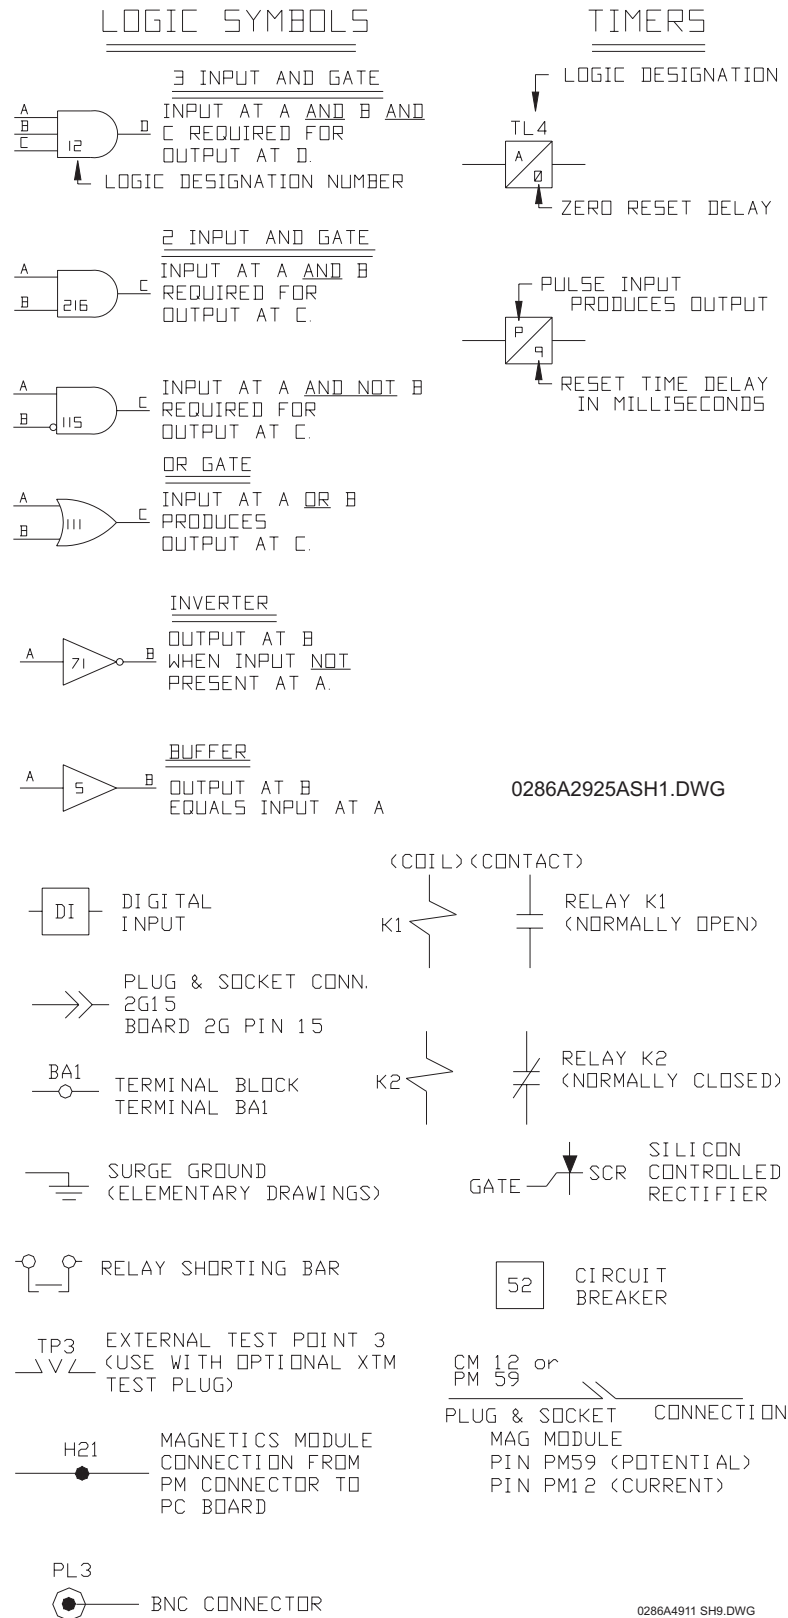 LOGIC SYMBOLS
3 INPUT AND GATE
A
B
C
12
D
INPUT AT A AND B AND
C REQUIRED FOR
OUTPUT AT D.
LOGIC DESIGNATION NUMBER
2 INPUT AND GATE
A
B
216
C
INPUT AT A AND B
REQUIRED FOR
OUTPUT AT C.
A
B
115
C
INPUT AT A AND NOT B
REQUIRED FOR
OUTPUT AT C.
OR GATE
A
B
111
C
INPUT AT A OR B
PRODUCES
OUTPUT AT C.
INVERTER
A
71
B
OUTPUT AT B
WHEN INPUT NOT
PRESENT AT A.
BUFFER
A
5
B
OUTPUT AT B
EQUALS INPUT AT A
TIMERS
LOGIC DESIGNATION
TL4
A
0
ZERO RESET DELAY
PULSE INPUT
PRODUCES OUTPUT
P
9
RESET TIME DELAY
IN MILLISECONDS
0286A2925ASH1.DWG
DI
DIGITAL
INPUT
PLUG & SOCKET CONN.
2G15
BOARD 2G PIN 15
BA1
TERMINAL BLOCK
TERMINAL BA1
SURGE GROUND
(ELEMENTARY DRAWINGS)
RELAY SHORTING BAR
TP3
EXTERNAL TEST POINT 3
(USE WITH OPTIONAL XTM
TEST PLUG)
H21
MAGNETICS MODULE
CONNECTION FROM
PM CONNECTOR TO
PC BOARD
PL3
BNC CONNECTOR
(COIL) (CONTACT)
K1
RELAY K1
(NORMALLY OPEN)
K2
RELAY K2
(NORMALLY CLOSED)
GATE
SCR
SILICON
CONTROLLED
RECTIFIER
52
CIRCUIT
BREAKER
CM 12 or
PM 59
PLUG & SOCKET CONNECTION
MAG MODULE
PIN PM59 (POTENTIAL)
PIN PM12 (CURRENT)
0286A4911 SH9.DWG